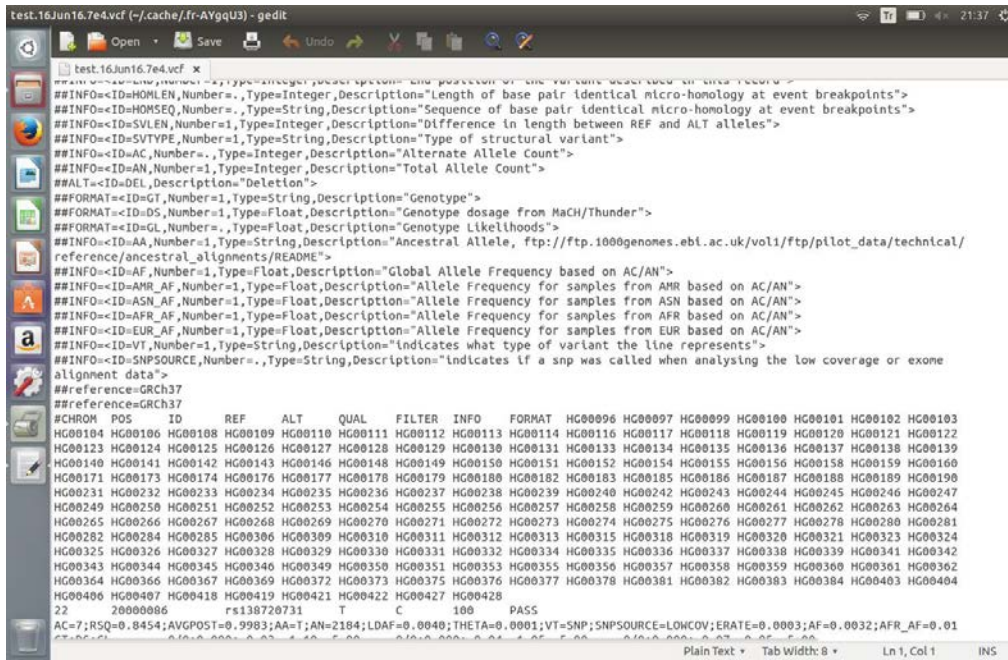 test.16Jun16.7e4.vcf (~/.cache/.fr-AYgqU3) - gedit
Tr
21:37
Open
Save
Undo
test.16Jun16.7e4.vcf x
##INFO=<ID=END,Number=1,Type=Integer,Description="End position of the variant described in this record">
##INFO=<ID=HOMLEN,Number=.,Type=Integer,Description="Length of base pair identical micro-homology at event breakpoints">
##INFO=<ID=HOMSEQ,Number=.,Type=String,Description="Sequence of base pair identical micro-homology at event breakpoints">
##INFO=<ID=SVLEN,Number=1,Type=Integer,Description="Difference in length between REF and ALT alleles">
##INFO=<ID=SVTYPE,Number=1,Type=String,Description="Type of structural variant">
##INFO=<ID=AC,Number=.,Type=Integer,Description="Alternate Allele Count">
##INFO=<ID=AN,Number=1,Type=Integer,Description="Total Allele Count">
##ALT=<ID=DEL,Description="Deletion">
##FORMAT=<ID=GT,Number=1,Type=String,Description="Genotype">
##FORMAT=<ID=DS,Number=1,Type=Float,Description="Genotype dosage from MaCH/Thunder">
##FORMAT=<ID=GL,Number=.,Type=Float,Description="Genotype Likelihoods">
##INFO=<ID=AA,Number=1,Type=String,Description="Ancestral Allele, ftp://ftp.1000genomes.ebi.ac.uk/vol1/ftp/pilot_data/technical/
reference/ancestral_alignments/README">
##INFO=<ID=AF,Number=1,Type=Float,Description="Global Allele Frequency based on AC/AN">
##INFO=<ID=AMR_AF,Number=1,Type=Float,Description="Allele Frequency for samples from AMR based on AC/AN">
##INFO=<ID=ASN_AF,Number=1,Type=Float,Description="Allele Frequency for samples from ASN based on AC/AN">
##INFO=<ID=AFR_AF,Number=1,Type=Float,Description="Allele Frequency for samples from AFR based on AC/AN">
##INFO=<ID=EUR_AF,Number=1,Type=Float,Description="Allele Frequency for samples from EUR based on AC/AN">
##INFO=<ID=VT,Number=1,Type=String,Description="indicates what type of variant the line represents">
##INFO=<ID=SNPSOURCE,Number=.,Type=String,Description="indicates if a snp was called when analysing the low coverage or exome
alignment data">
##reference=GRCh37
##reference=GRCh37
#CHROM POS ID REF ALT QUAL FILTER INFO FORMAT HG00096 HG00097 HG00099 HG00100 HG00101 HG00102 HG00103
HG00104 HG00106 HG00108 HG00109 HG00110 HG00111 HG00112 HG00113 HG00114 HG00116 HG00117 HG00118 HG00119 HG00120 HG00121 HG00122
HG00123 HG00124 HG00125 HG00126 HG00127 HG00128 HG00129 HG00130 HG00131 HG00133 HG00134 HG00135 HG00136 HG00137 HG00138 HG00139
HG00140 HG00141 HG00142 HG00143 HG00146 HG00148 HG00149 HG00150 HG00151 HG00152 HG00154 HG00155 HG00156 HG00158 HG00159 HG00160
HG00171 HG00173 HG00174 HG00176 HG00177 HG00178 HG00179 HG00180 HG00182 HG00183 HG00185 HG00186 HG00187 HG00188 HG00189 HG00190
HG00231 HG00232 HG00233 HG00234 HG00235 HG00236 HG00237 HG00238 HG00239 HG00240 HG00242 HG00243 HG00244 HG00245 HG00246 HG00247
HG00249 HG00250 HG00251 HG00252 HG00253 HG00254 HG00255 HG00256 HG00257 HG00258 HG00259 HG00260 HG00261 HG00262 HG00263 HG00264
HG00265 HG00266 HG00267 HG00268 HG00269 HG00270 HG00271 HG00272 HG00273 HG00274 HG00275 HG00276 HG00277 HG00278 HG00280 HG00281
HG00282 HG00284 HG00285 HG00306 HG00309 HG00310 HG00311 HG00312 HG00313 HG00315 HG00318 HG00319 HG00320 HG00321 HG00323 HG00324
HG00325 HG00326 HG00327 HG00328 HG00329 HG00330 HG00331 HG00332 HG00334 HG00335 HG00336 HG00337 HG00338 HG00339 HG00341 HG00342
HG00343 HG00344 HG00345 HG00346 HG00349 HG00350 HG00351 HG00353 HG00355 HG00356 HG00357 HG00358 HG00359 HG00360 HG00361 HG00362
HG00364 HG00366 HG00367 HG00369 HG00372 HG00373 HG00375 HG00376 HG00377 HG00378 HG00381 HG00382 HG00383 HG00384 HG00403 HG00404
HG00406 HG00407 HG00418 HG00419 HG00421 HG00422 HG00427 HG00428
22 20000086 rs138720731 T C 100 PASS
AC=7;RSQ=0.8454;AVGPOST=0.9983;AA=T;AN=2184;LDAF=0.0040;THETA=0.0001;VT=SNP;SNPSOURCE=LOWCOV;ERATE=0.0003;AF=0.0032;AFR_AF=0.01
Plain Text Tab Width: 8 Ln 1, Col 1 INS